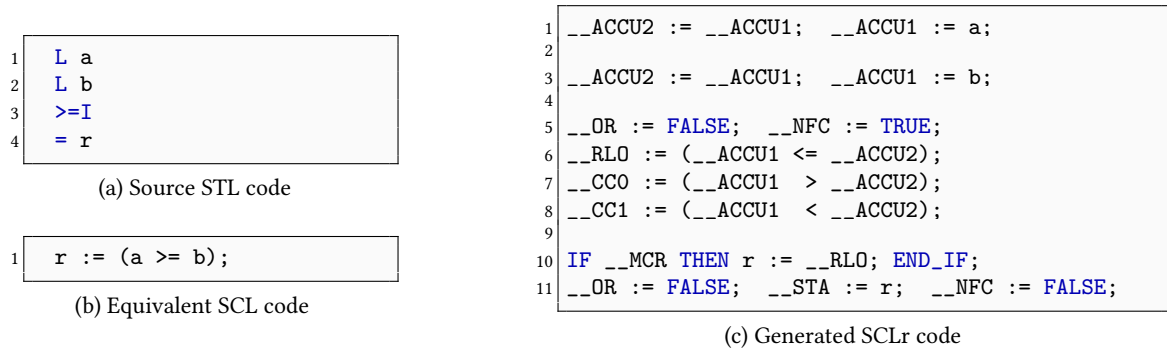 1 L a
2 L b
3 >=I
4 = r
(a) Source STL code
1 r := (a >= b);
(b) Equivalent SCL code
1 __ACCU2 := __ACCU1; __ACCU1 := a;
2
3 __ACCU2 := __ACCU1; __ACCU1 := b;
4
5 __OR := FALSE; __NFC := TRUE;
6 __RLO := (__ACCU1 <= __ACCU2);
7 __CC0 := (__ACCU1 > __ACCU2);
8 __CC1 := (__ACCU1 < __ACCU2);
9
10 IF __MCR THEN r := __RLO; END_IF;
11 __OR := FALSE; __STA := r; __NFC := FALSE;
(c) Generated SCLr code